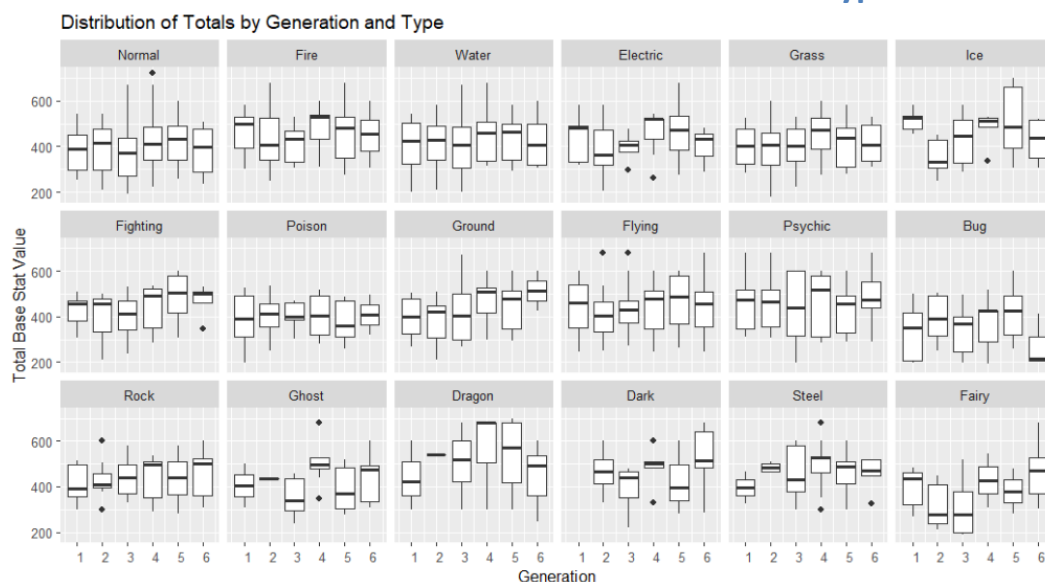 Distribution of Totals by Generation and Type
Normal Fire Water Electric Grass Ice
600
400
200
Fighting Poison Ground Flying Psychic Bug
600
400
200
Rock Ghost Dragon Dark Steel Fairy
600
400
200
1 2 3 4 5 6 1 2 3 4 5 6 1 2 3 4 5 6 1 2 3 4 5 6 1 2 3 4 5 6 1 2 3 4 5 6
Generation
Total Base Stat Value